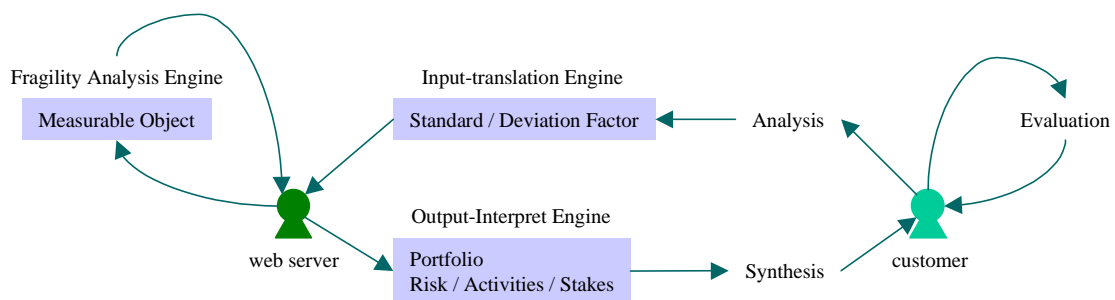 Fragility Analysis Engine
Measurable Object
Input-translation Engine
Standard / Deviation Factor
Analysis
Evaluation
web server
Output-Interpret Engine
Portfolio
Risk / Activities / Stakes
Synthesis
customer